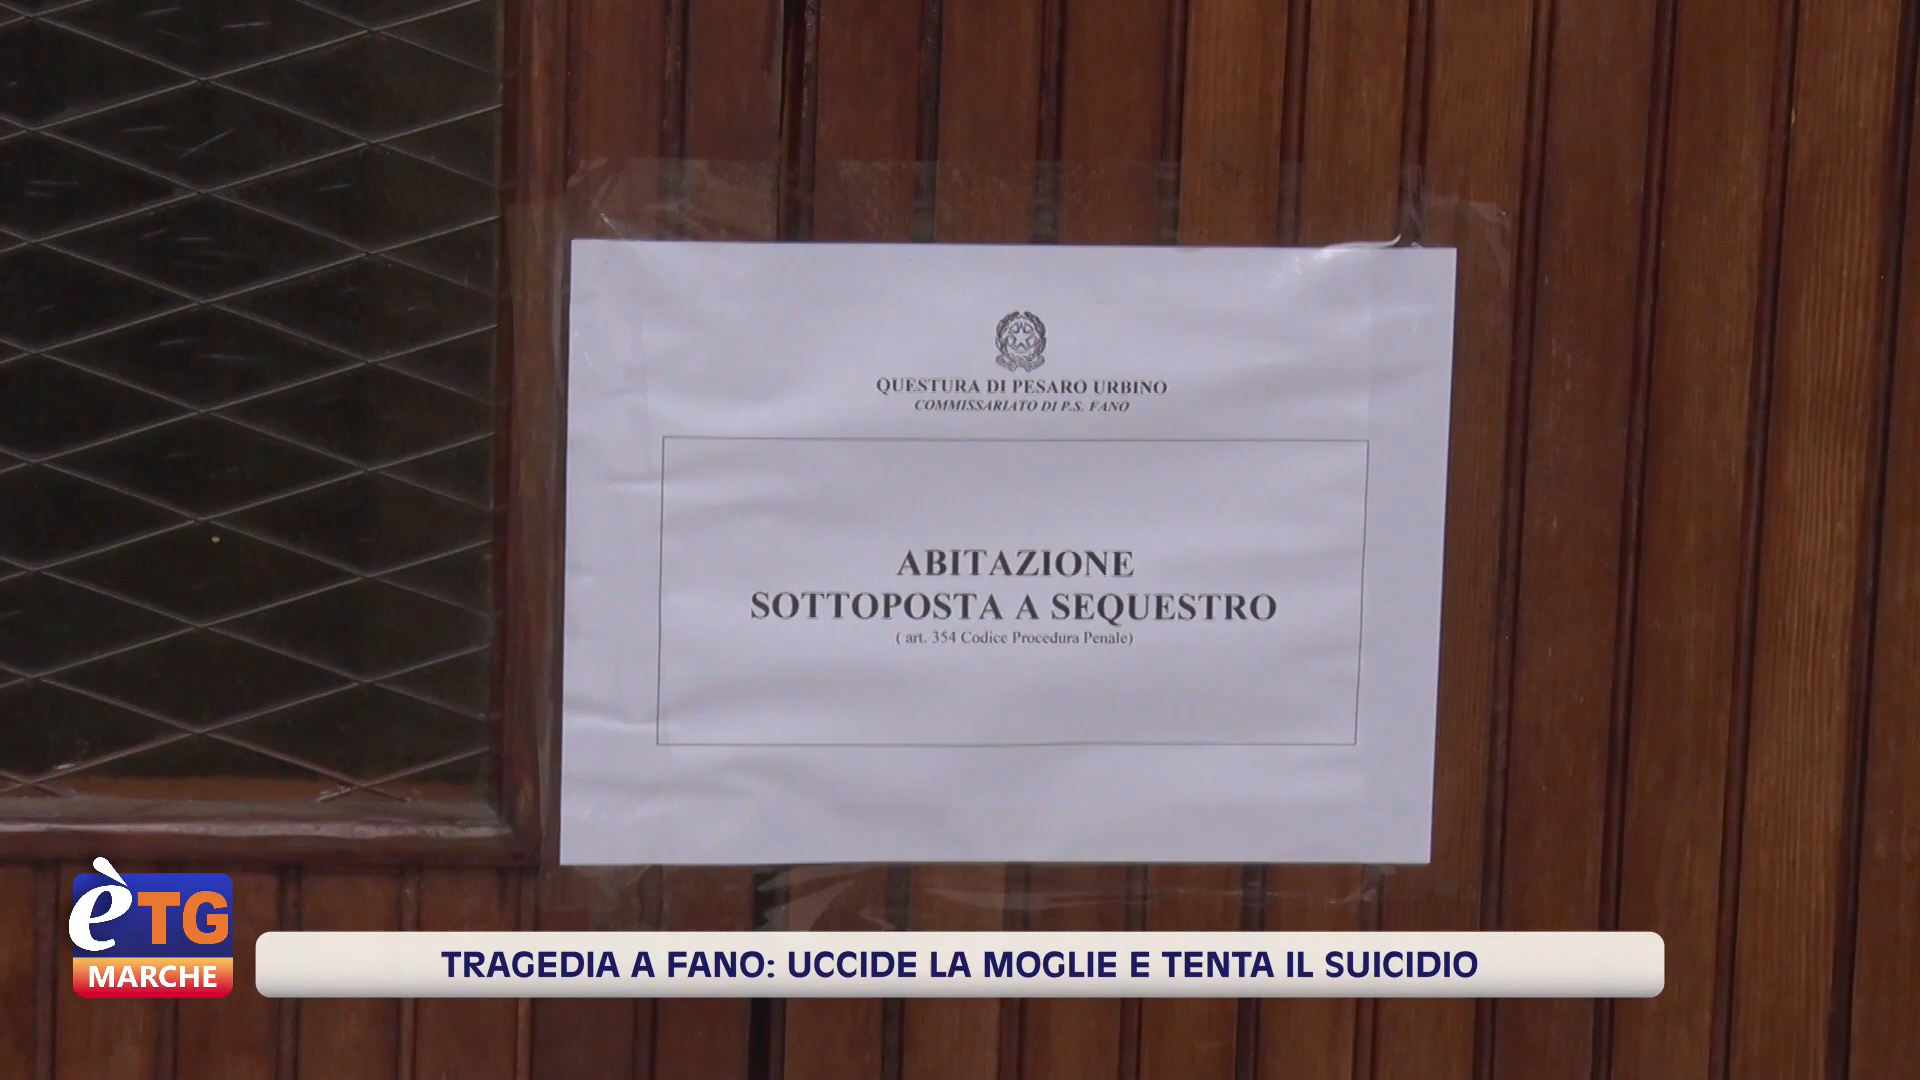 QUESTURA DI PESARO URBINO
COMMISSARIATO DI P.S. FANO
ABITAZIONE
SOTTOPOSTA A SEQUESTRO
( art. 354 Codice Procedura Penale)
è TG
MARCHE
TRAGEDIA A FANO: UCCIDE LA MOGLIE E TENTA IL SUICIDIO